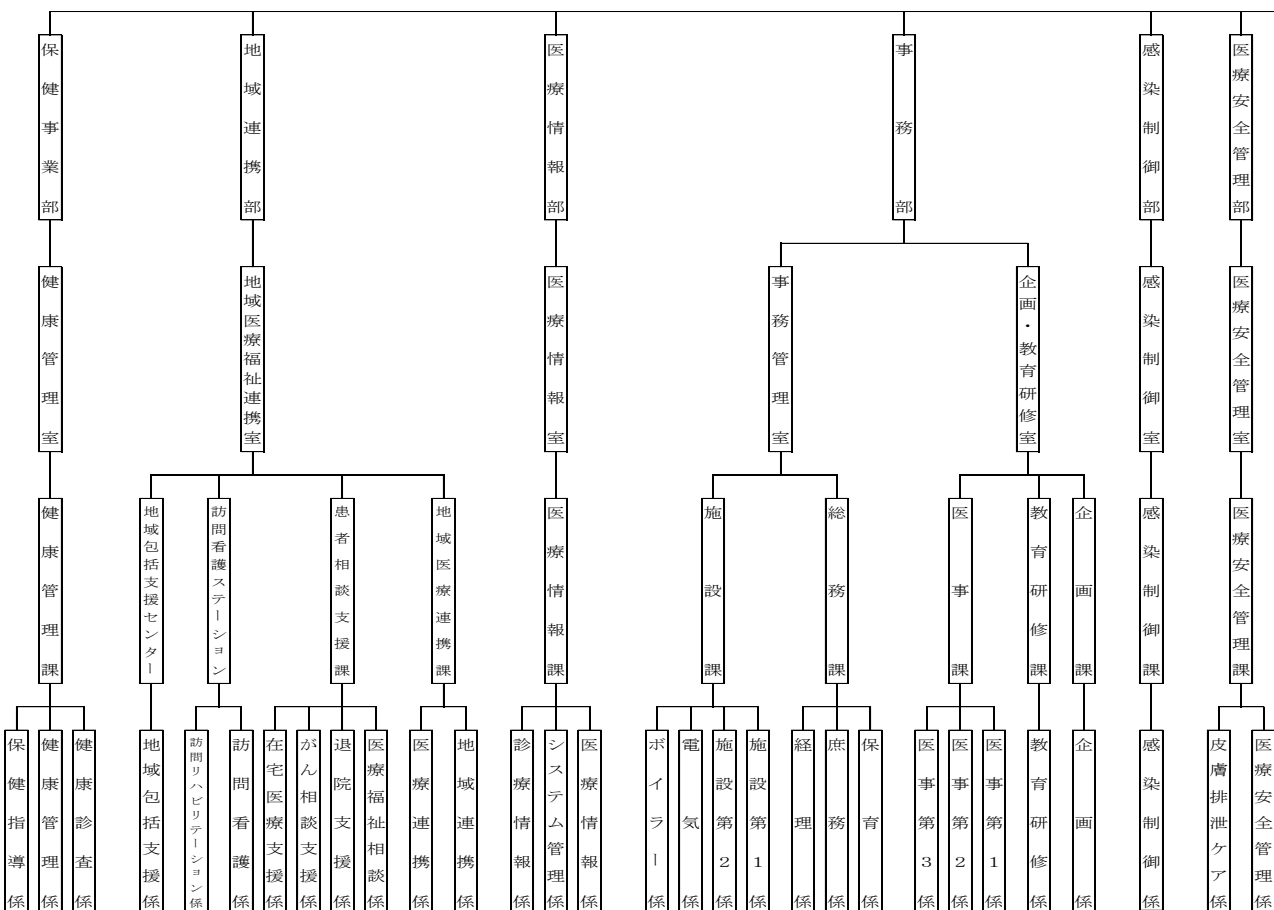 保健事業部
地域連携部
医療情報部
事務部
感染制御部
医療安全管理部
健康管理室
地域医療福祉連携室
医療情報室
事務管理室
企画・教育研修室
感染制御室
医療安全管理室
健康管理課
地域包括支援センター
訪問看護ステーション
患者相談支援課
地域医療連携課
医療情報課
施設課
総務課
医事課
教育研修課
企画課
感染制御課
医療安全管理課
保健指導係
健康管理係
健康診査係
地域包括支援係
訪問リハビリテーション係
訪問看護係
在宅医療支援係
がん相談支援係
退院支援係
医療福祉相談係
医療連携係
地域連携係
診療情報係
システム管理係
医療情報係
ボイラー係
電気係
施設第2係
施設第1係
経理係
庶務係
保育係
医事第3係
医事第2係
医事第1係
教育研修係
企画係
感染制御係
皮膚排泄ケア係
医療安全管理係